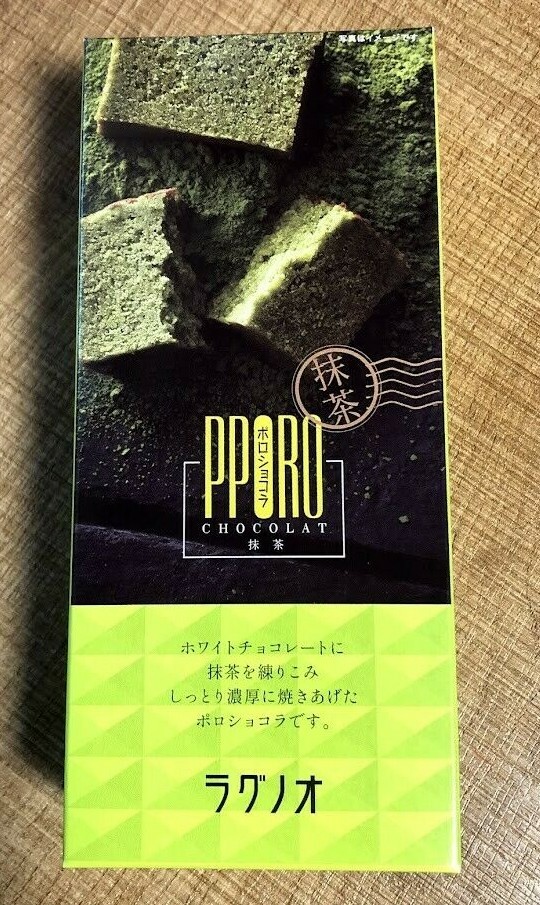 写真はイメージです
抹茶
PPORO
ポロショコラ
CHOCOLAT
抹茶
ホワイトチョコレートに
抹茶を練りこみ
しっとり濃厚に焼きあげた
ポロショコラです。
ラグノオ